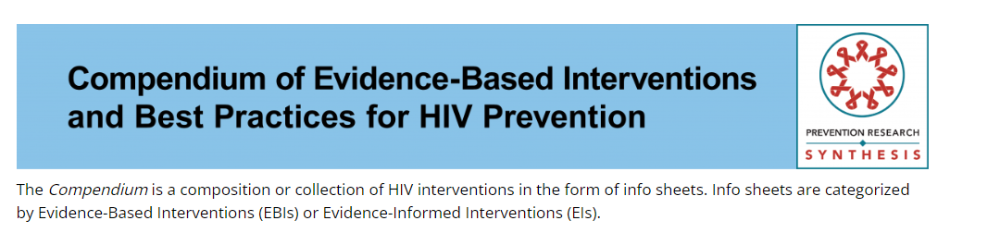 Compendium of Evidence-Based Interventions
and Best Practices for HIV Prevention
PREVENTION RESEARCH
SYNTHESIS
The Compendium is a composition or collection of HIV interventions in the form of info sheets. Info sheets are categorized
by Evidence-Based Interventions (EBIs) or Evidence-Informed Interventions (EIs).